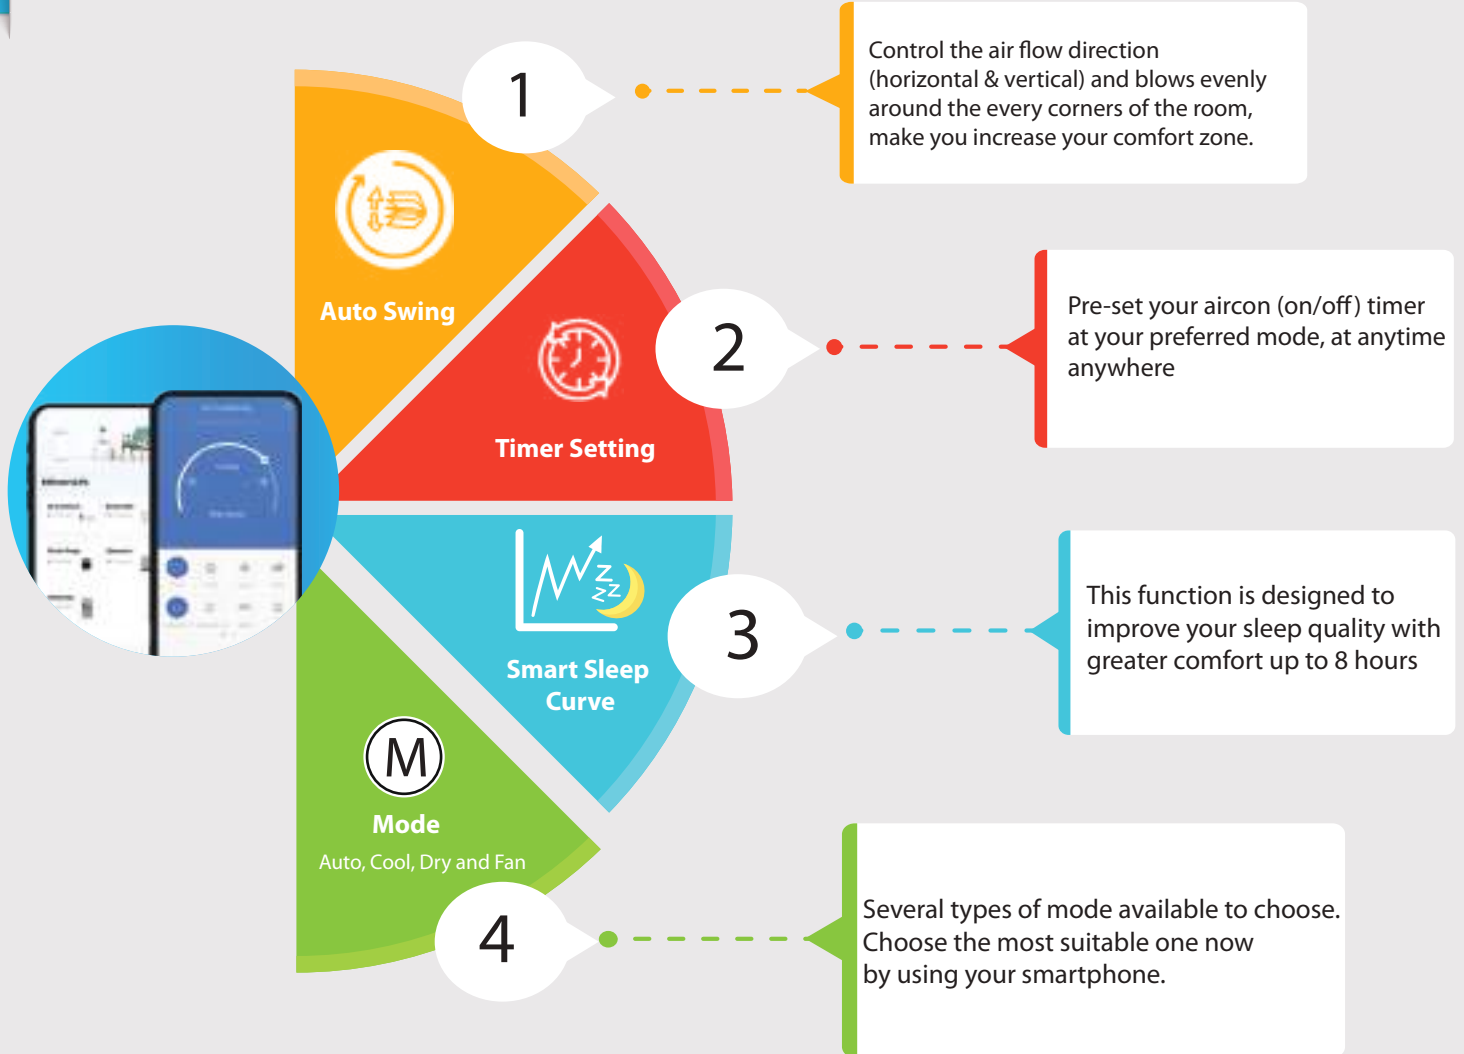 1
Control the air flow direction
(horizontal & vertical) and blows evenly
around the every corners of the room,
make you increase your comfort zone.
Auto Swing
2
Pre-set your aircon (on/off) timer
at your preferred mode, at anytime
anywhere
Timer Setting
3
This function is designed to
improve your sleep quality with
greater comfort up to 8 hours
z
z
z
z
Smart Sleep
Curve
M
Mode
Auto, Cool, Dry and Fan
4
Several types of mode available to choose.
Choose the most suitable one now
by using your smartphone.